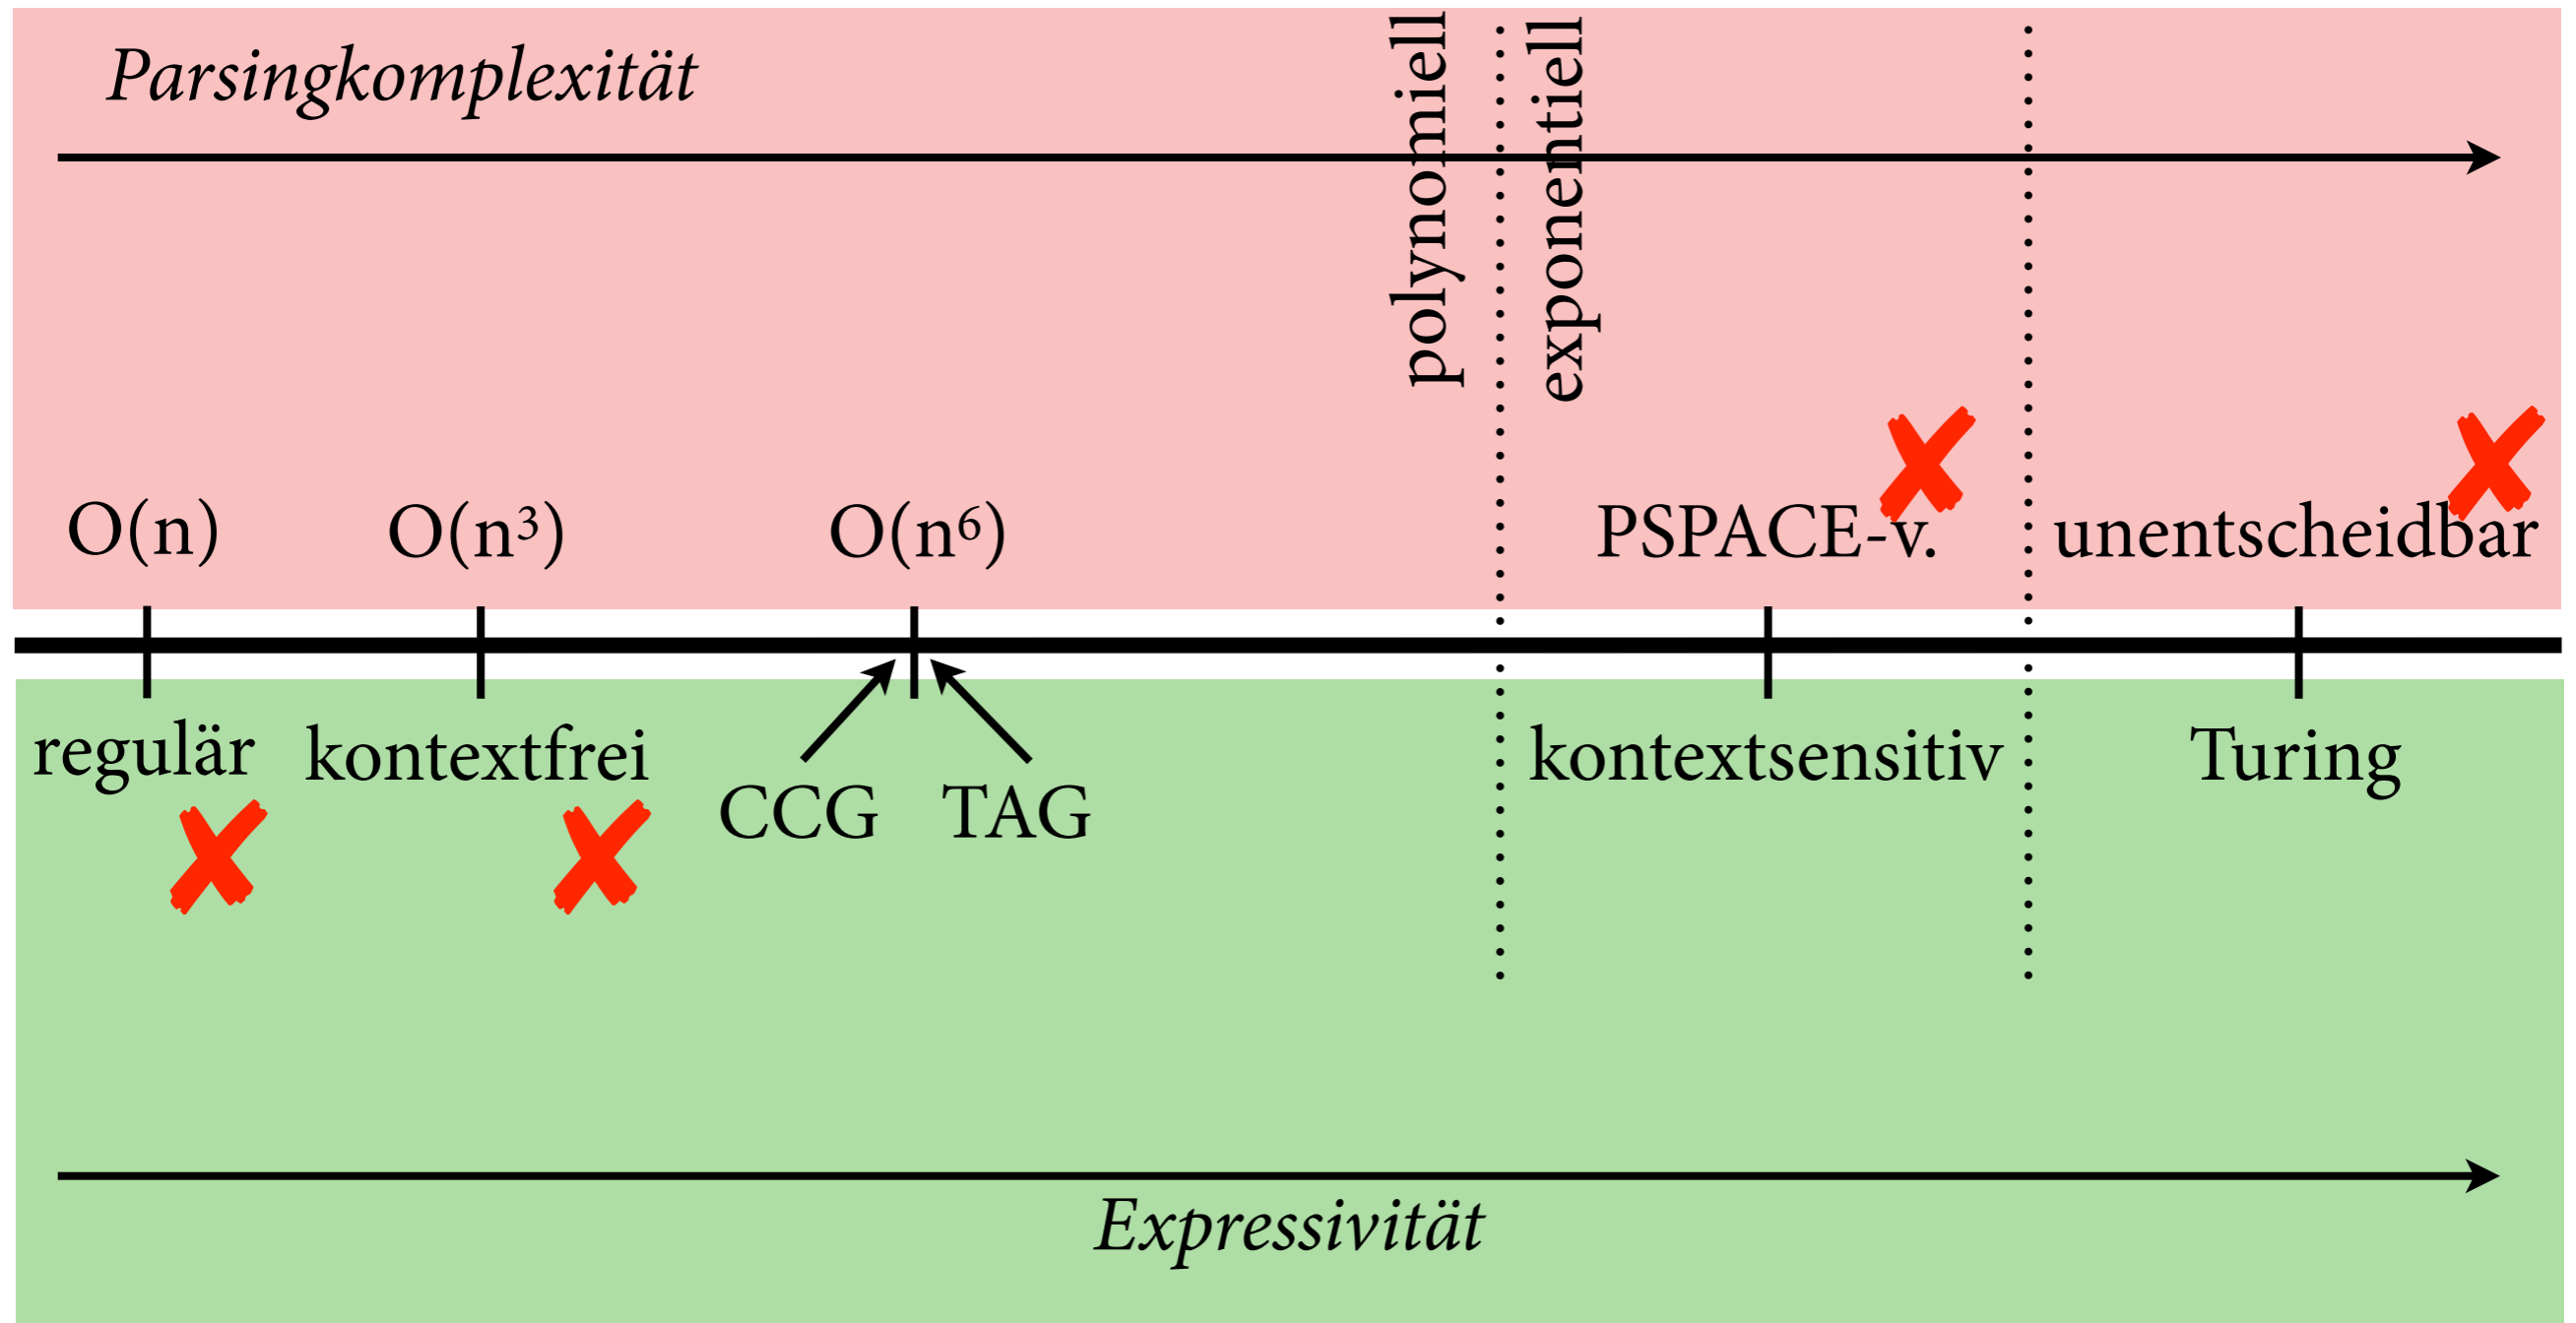 Parsingkomplexität
polynomiell
exponentiell
O(n)
O(n³)
O(n⁶)
PSPACE-v.
unentscheidbar
regulär
kontextfrei
CCG
TAG
kontextsensitiv
Turing
Expressivität